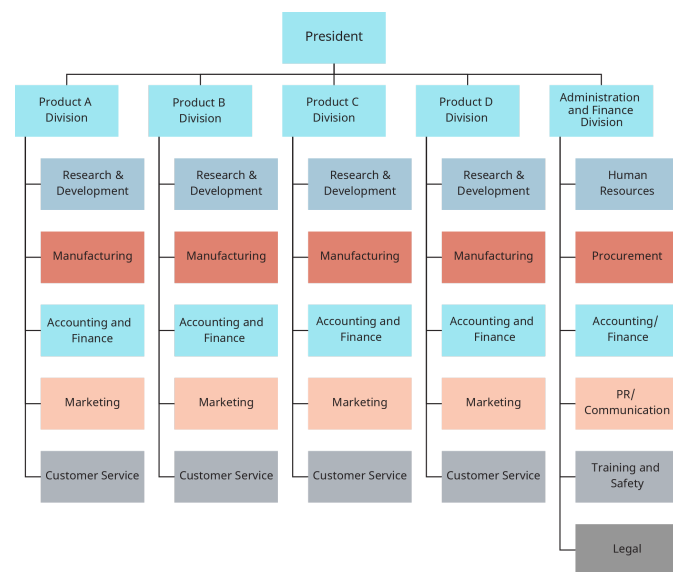 President
Product A
Division
Product B
Division
Product C
Division
Product D
Division
Administration
and Finance
Division
Research &
Development
Research &
Development
Research &
Development
Research &
Development
Human
Resources
Manufacturing
Manufacturing
Manufacturing
Manufacturing
Procurement
Accounting and
Finance
Accounting and
Finance
Accounting and
Finance
Accounting and
Finance
Accounting/
Finance
Marketing
Marketing
Marketing
Marketing
PR/
Communication
Customer Service
Customer Service
Customer Service
Customer Service
Training and
Safety
Legal